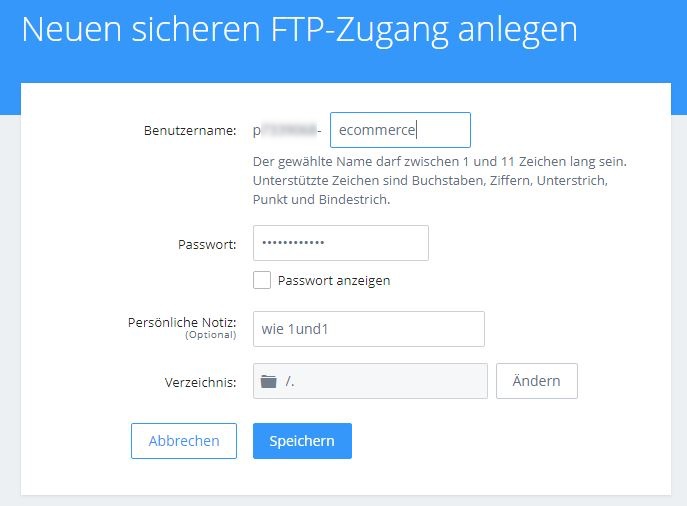 Neuen sicheren FTP-Zugang anlegen
Benutzername: p - ecommerce
Der gewählte Name darf zwischen 1 und 11 Zeichen lang sein.
Unterstützte Zeichen sind Buchstaben, Ziffern, Unterstrich,
Punkt und Bindestrich.
Passwort: ••••••••••••
Passwort anzeigen
Persönliche Notiz: wie 1und1
(Optional)
Verzeichnis: /. Ändern
Abbrechen Speichern